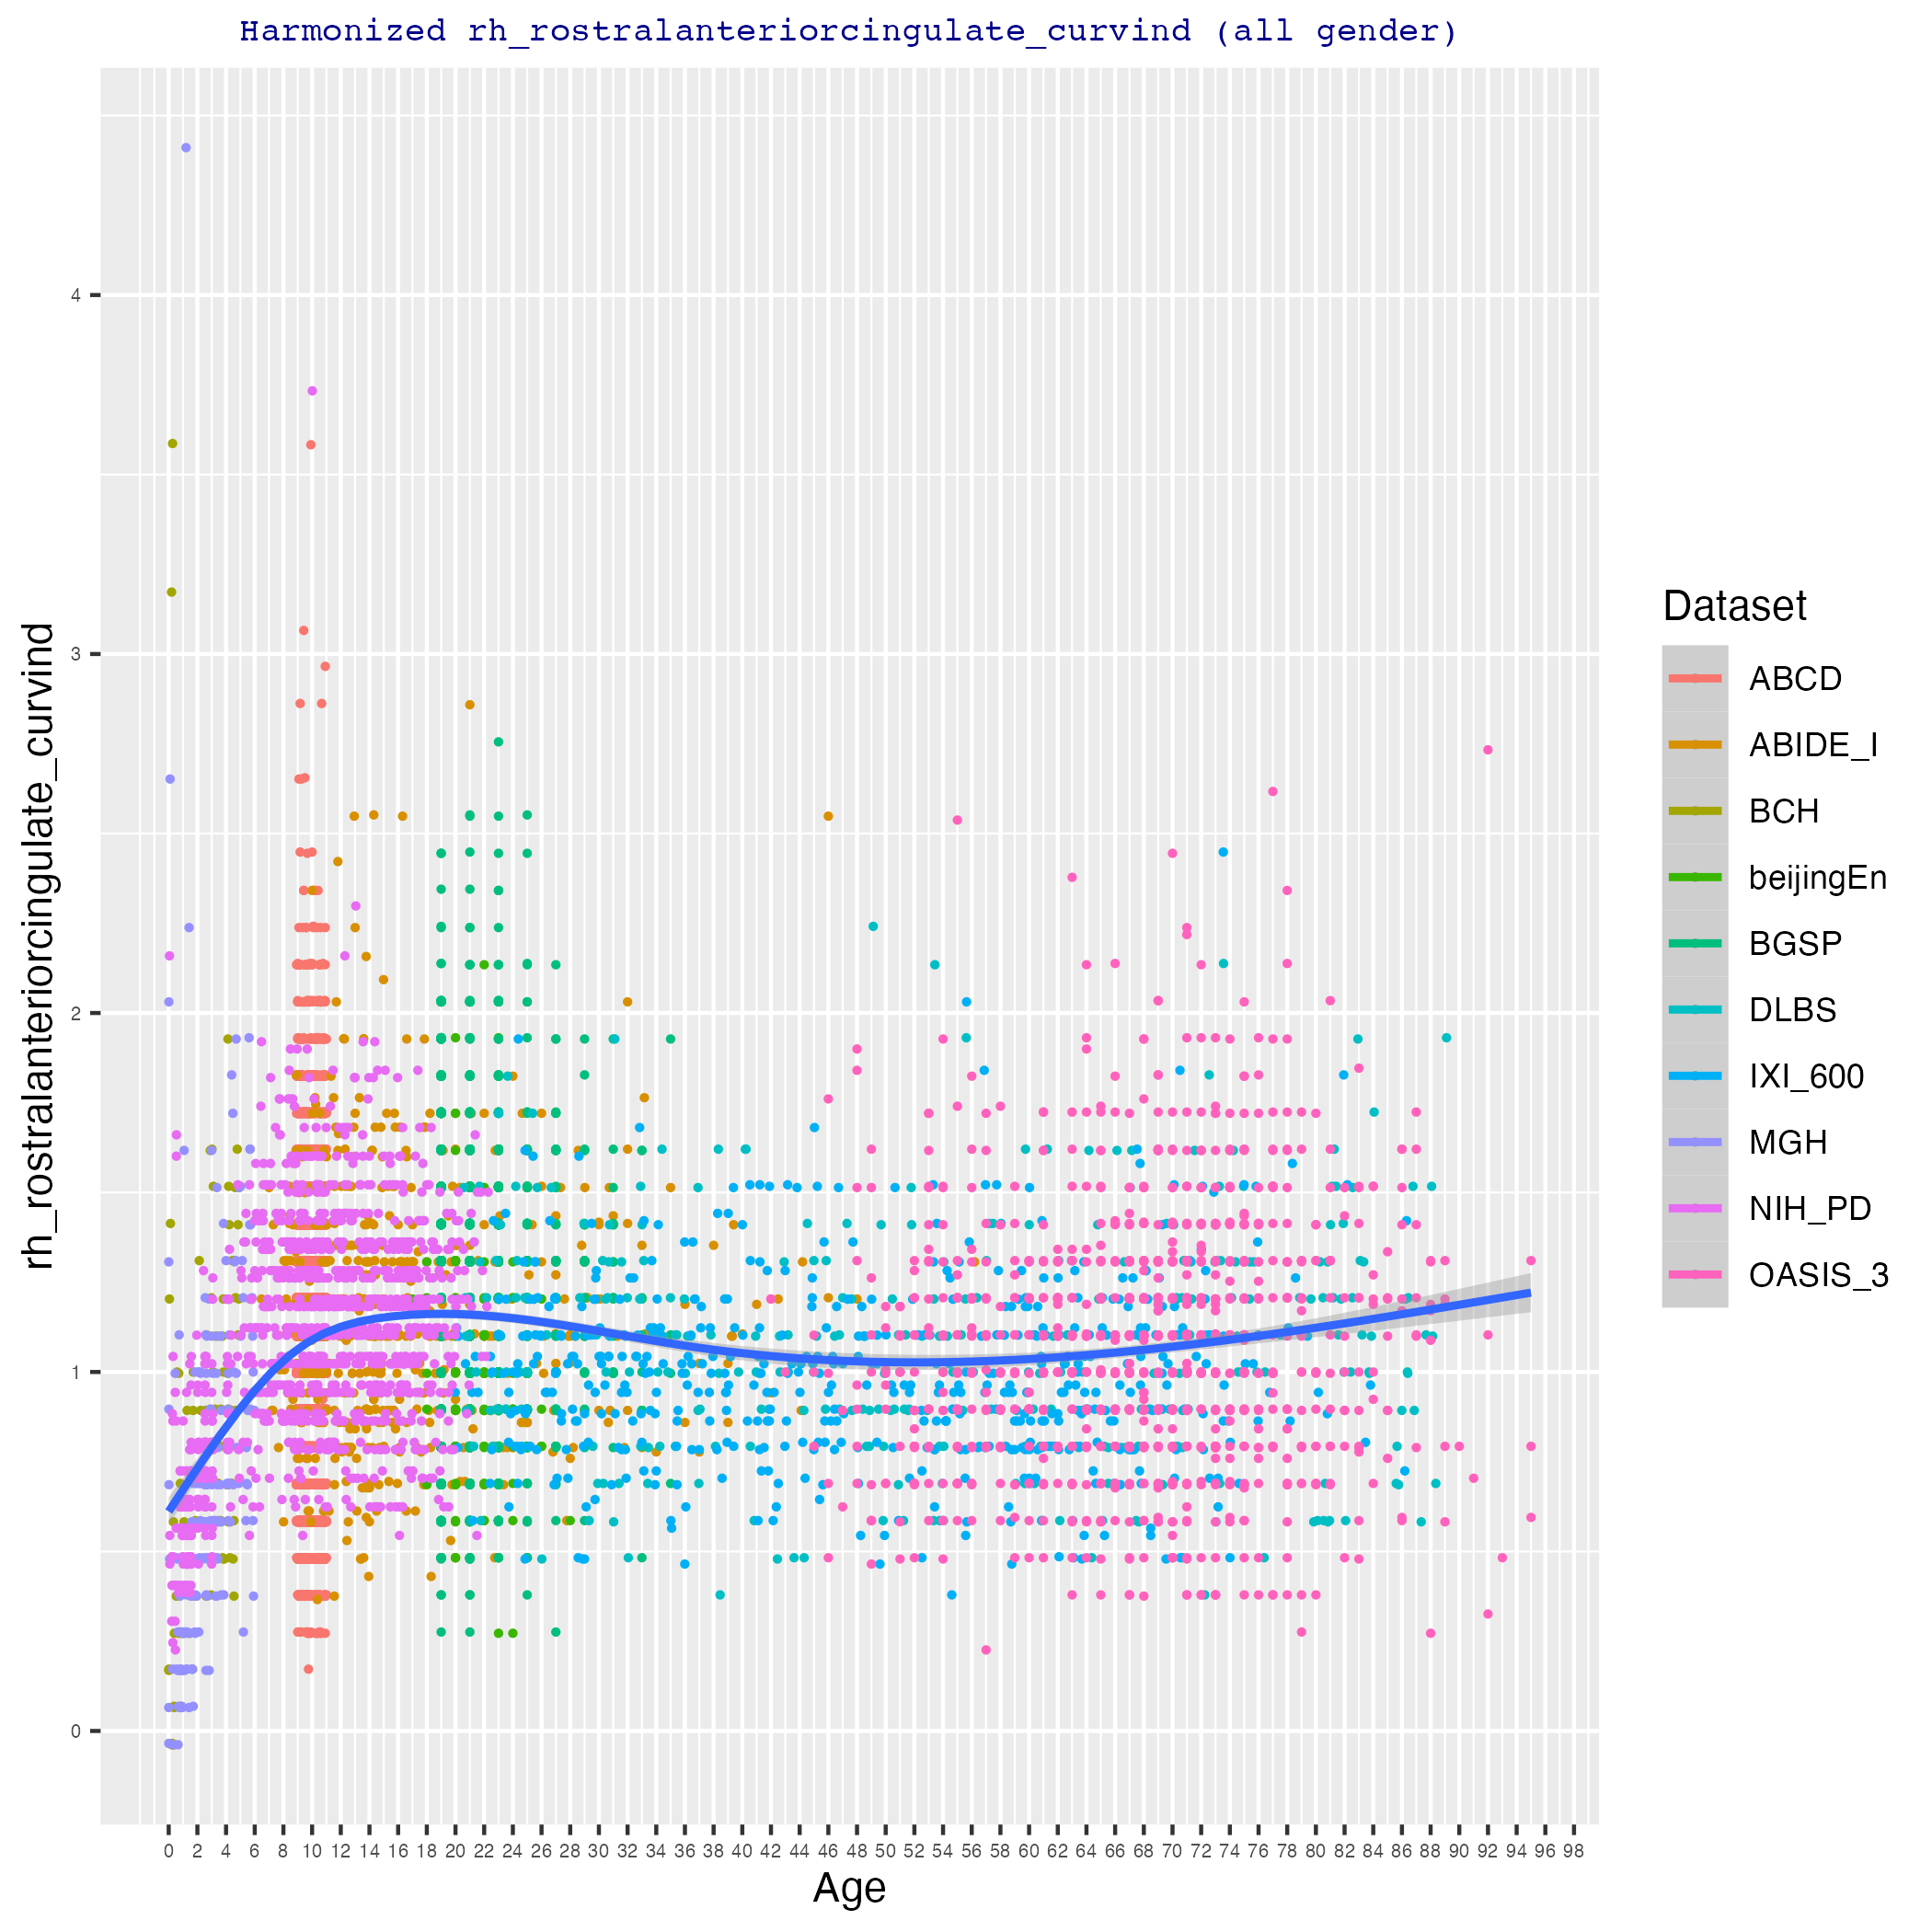 Harmonized rh_rostralanteriorcingulate_curvind (all gender)
rh_rostralanteriorcingulate_curvind
4
3
2
1
0
0 2 4 6 8 10 12 14 16 18 20 22 24 26 28 30 32 34 36 38 40 42 44 46 48 50 52 54 56 58 60 62 64 66 68 70 72 74 76 78 80 82 84 86 88 90 92 94 96 98
Age
Dataset
ABCD
ABIDE_I
BCH
beijingEn
BGSP
DLBS
IXI_600
MGH
NIH_PD
OASIS_3